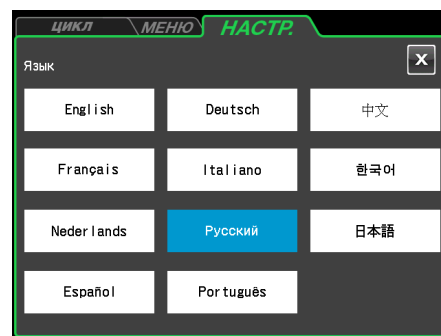 ЦИКЛ МЕНЮ НАСТР.
Язык X
English Deutsch 中文
Français Italiano 한국어
Nederlands Русский 日本語
Español Português